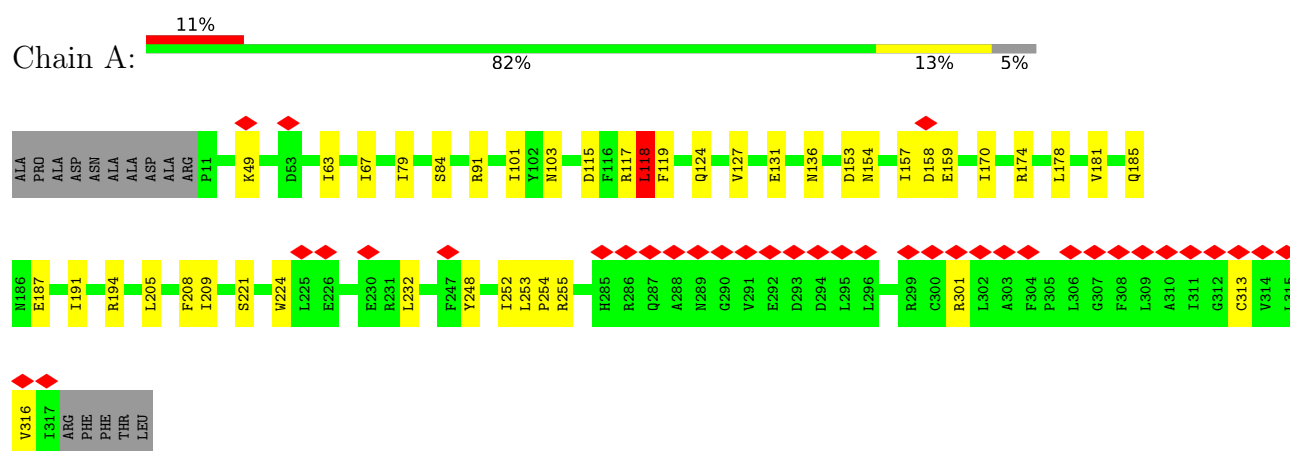 11%
Chain A:
82% 13% 5%
ALA PRO ALA ASP ASN ALA ALA ASP ALA ARG P11 K49 D53 I63 I67 I79 S84 R91 I101 Y102 N103 D115 F116 R117 L118 F119 Q124 V127 E131 N136 D153 N154 I157 D158 E159 I170 R174 L178 V181 Q185
N186 E187 I191 R194 L205 F208 I209 S221 W224 L225 E226 E230 R231 L232 F247 Y248 I252 L253 P254 R255 H285 R286 Q287 A288 N289 G290 V291 E292 D293 D294 L295 L296 R299 C300 R301 L302 A303 F304 P305 L306 G307 F308 L309 A310 I311 G312 C313 V314 L315
V316 I317 ARG PHE PHE THR LEU